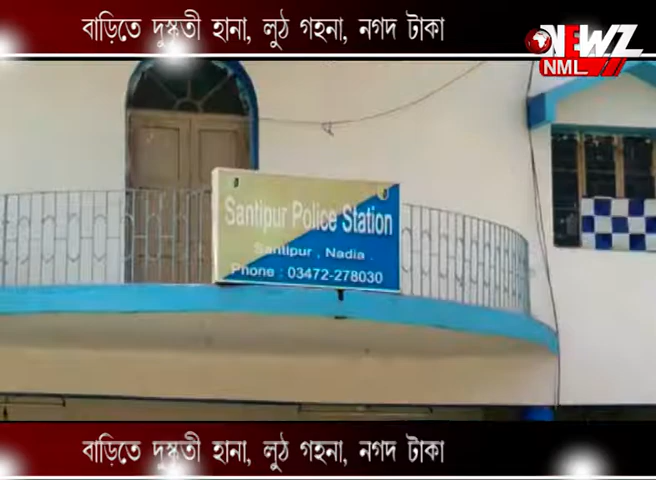 বাড়িতে দুস্কৃতী হানা, লুঠ গহনা, নগদ টাকা
NEWZ
NML
Santipur Police Station
Santipur , Nadia .
Phone : 03472-278030
বাড়িতে দুস্কৃতী হানা, লুঠ গহনা, নগদ টাকা